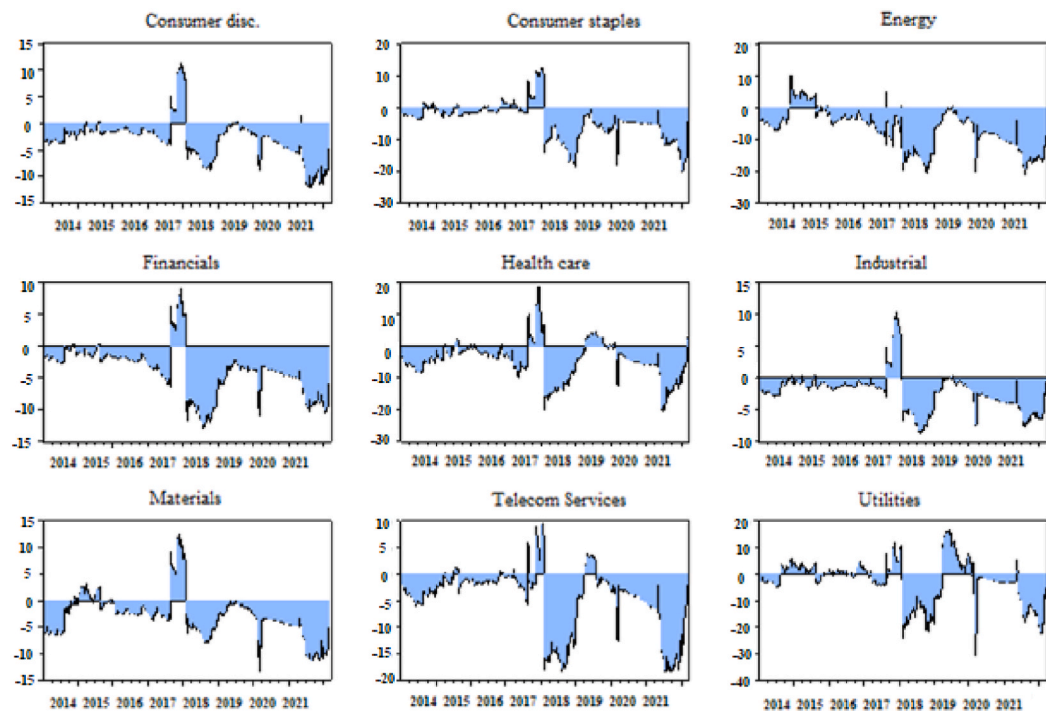 Consumer disc. Consumer staples Energy
15 10 5 0 -5 -10 -15
20 10 0 -10 -20 -30
20 10 0 -10 -20 -30
2014 2015 2016 2017 2018 2019 2020 2021
2014 2015 2016 2017 2018 2019 2020 2021
2014 2015 2016 2017 2018 2019 2020 2021
Financials Health care Industrial
10 5 0 -5 -10 -15
20 10 0 -10 -20 -30
15 10 5 0 -5 -10
2014 2015 2016 2017 2018 2019 2020 2021
2014 2015 2016 2017 2018 2019 2020 2021
2014 2015 2016 2017 2018 2019 2020 2021
Materials Telecom Services Utilities
15 10 5 0 -5 -10 -15
10 5 0 -5 -10 -15 -20
20 10 0 -10 -20 -30 -40
2014 2015 2016 2017 2018 2019 2020 2021
2014 2015 2016 2017 2018 2019 2020 2021
2014 2015 2016 2017 2018 2019 2020 2021